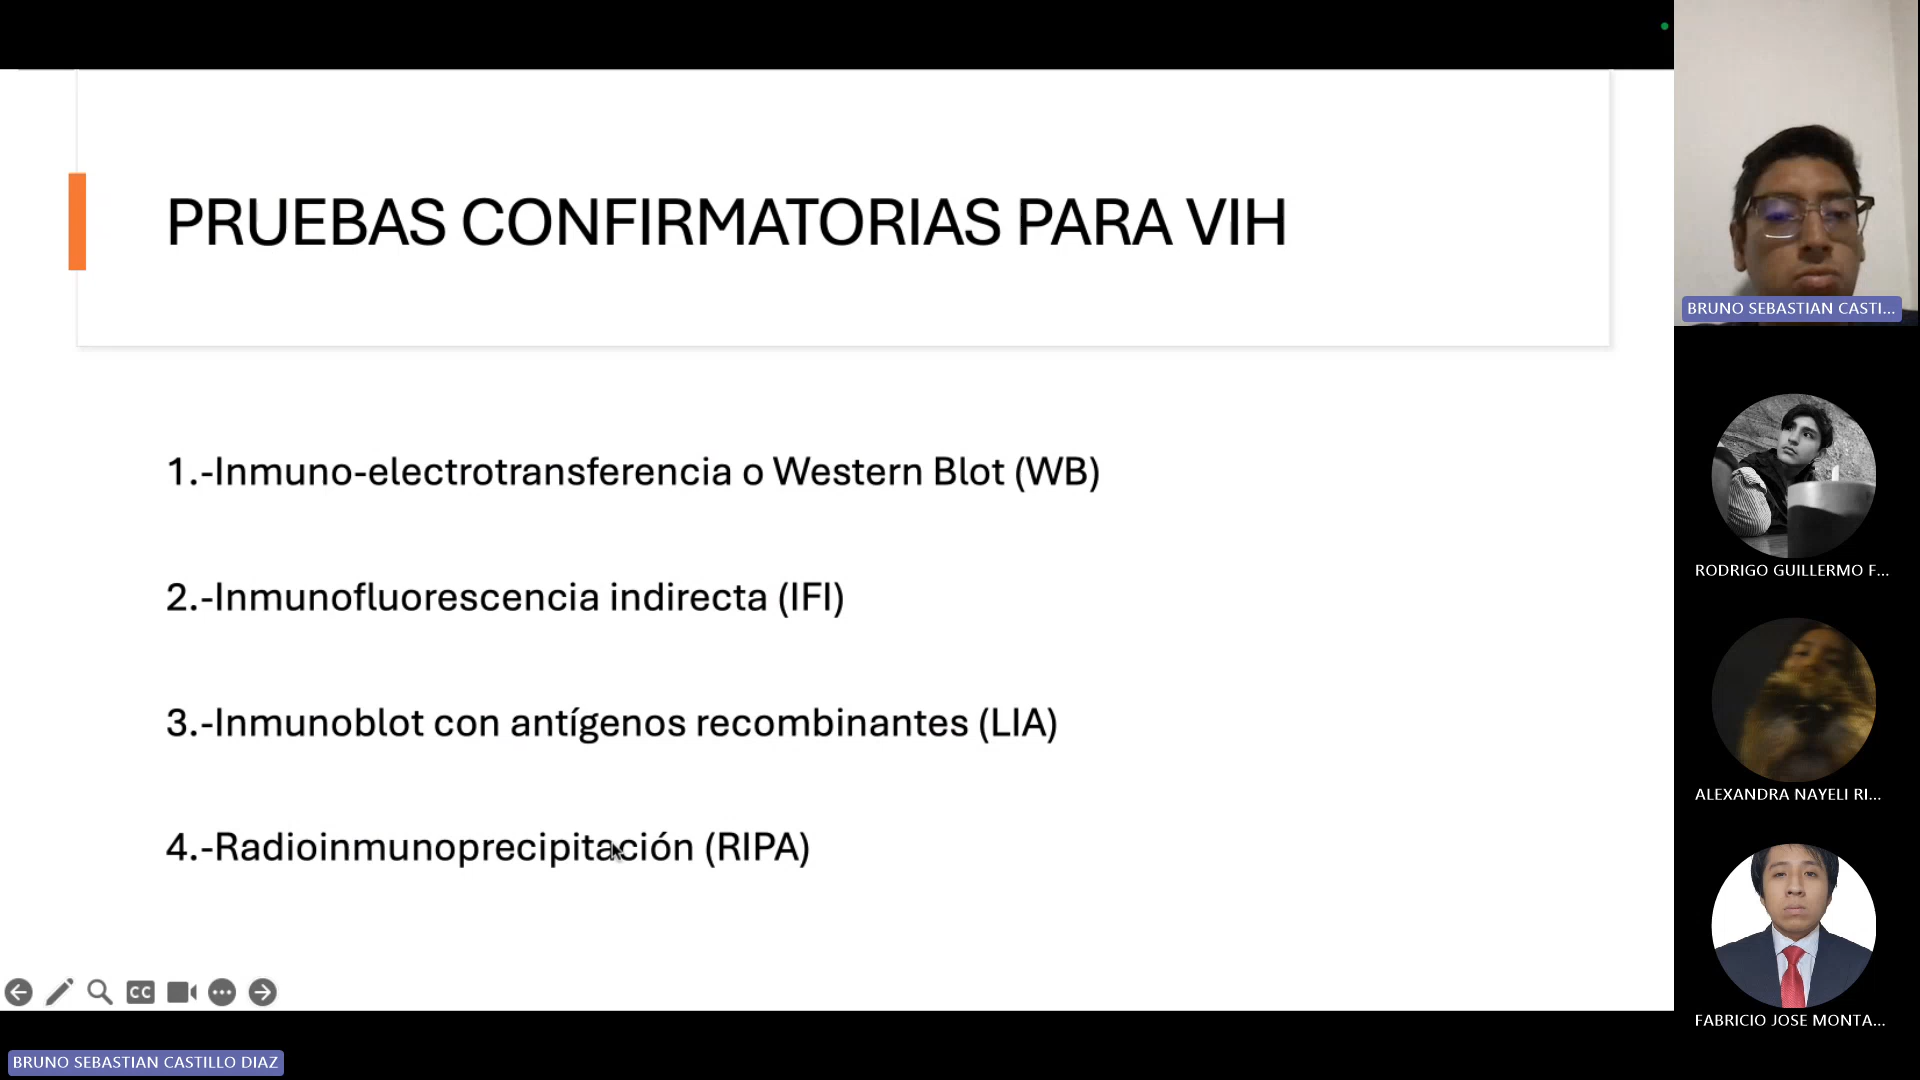 PRUEBAS CONFIRMATORIAS PARA VIH
1.-Inmuno-electrotransferencia o Western Blot (WB)
2.-Inmunofluorescencia indirecta (IFI)
3.-Inmunoblot con antígenos recombinantes (LIA)
4.-Radioinmunoprecipitación (RIPA)
CC
BRUNO SEBASTIAN CASTILLO DIAZ
BRUNO SEBASTIAN CASTI...
RODRIGO GUILLERMO F...
ALEXANDRA NAYELI RI...
FABRICIO JOSE MONTA...